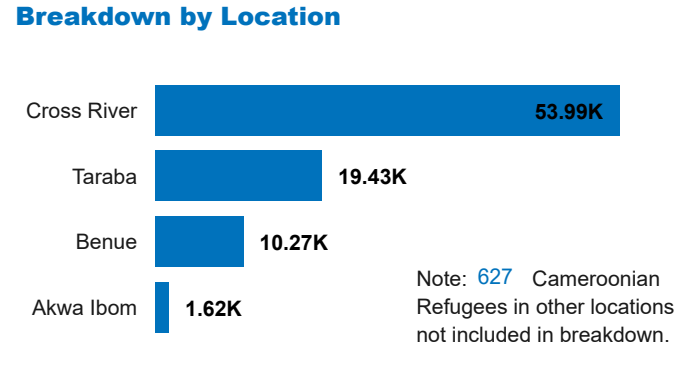 Breakdown by Location
Cross River 53.99K
Taraba 19.43K
Benue 10.27K
Akwa Ibom 1.62K
Note: 627 Cameroonian
Refugees in other locations
not included in breakdown.